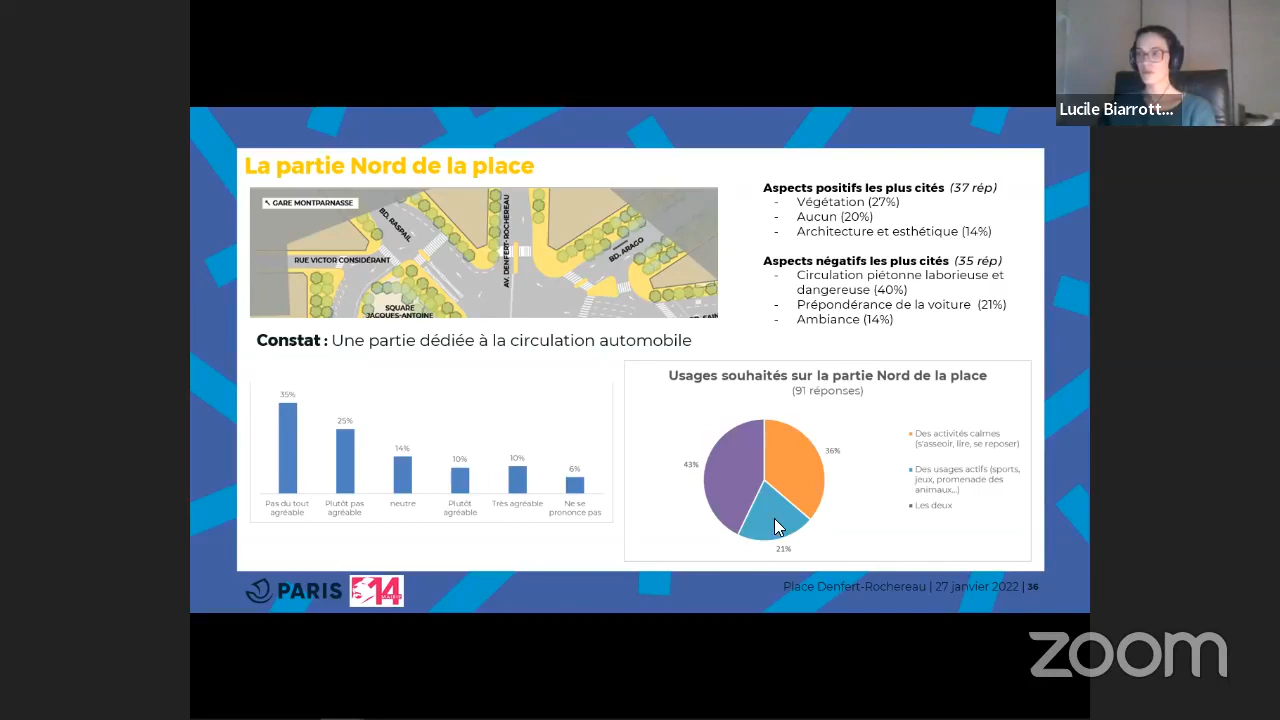 Lucile Biarrott...
La partie Nord de la place
↖ GARE MONTPARNASSE
BD. RASPAIL
AV. DENFERT-ROCHEREAU
BD. ARAGO
RUE VICTOR CONSIDÉRANT
SQUARE
JACQUES-ANTOINE
Aspects positifs les plus cités (37 rép)
- Végétation (27%)
- Aucun (20%)
- Architecture et esthétique (14%)
Aspects négatifs les plus cités (35 rép)
- Circulation piétonne laborieuse et
dangereuse (40%)
- Prépondérance de la voiture (21%)
- Ambiance (14%)
Constat : Une partie dédiée à la circulation automobile
35%
25%
14%
10%
10%
6%
Pas du tout
agréable
Plutôt pas
agréable
neutre
Plutôt
agréable
Très agréable
Ne se
prononce pas
Usages souhaités sur la partie Nord de la place
(91 réponses)
43%
36%
21%
Des activités calmes
(s'asseoir, lire, se reposer)
Des usages actifs (sports,
jeux, promenade des
animaux...)
Les deux
PARIS
MAIRIE 14
Place Denfert-Rochereau | 27 janvier 2022 | 36
zoom